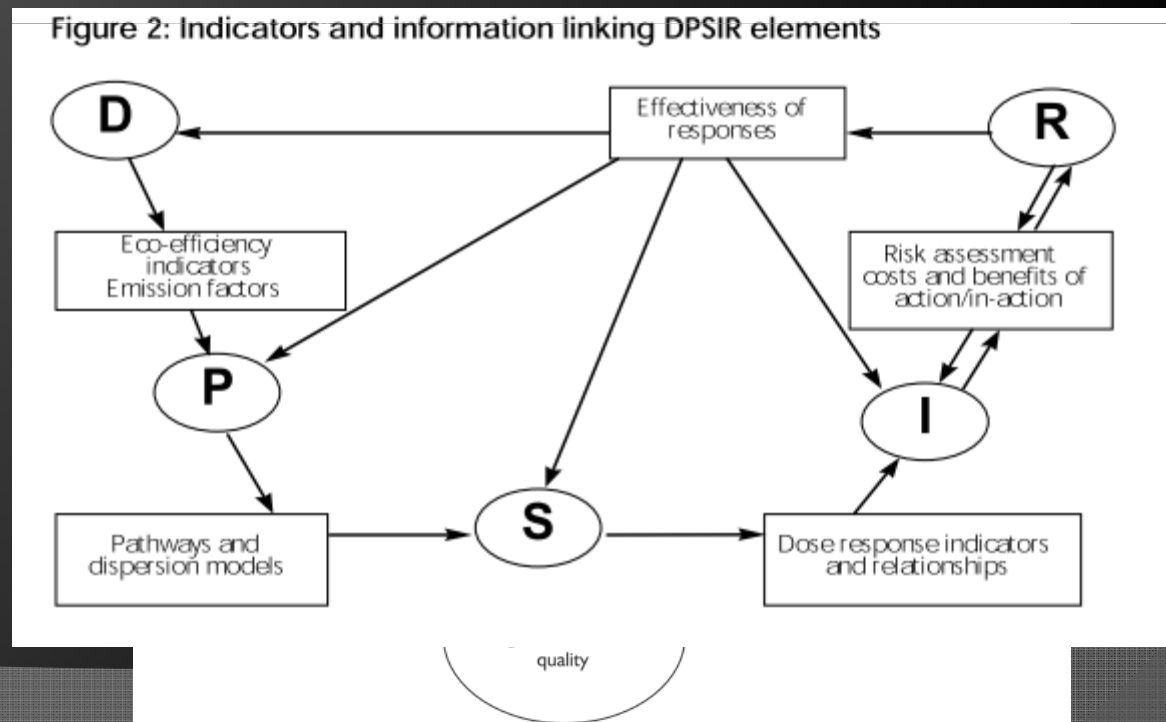 Figure 2: Indicators and information linking DPSIR elements
D
Effectiveness of
responses
R
Eco-efficiency
indicators
Emission factors
Risk assessment
costs and benefits of
action/in-action
P
I
S
Pathways and
dispersion models
Dose response indicators
and relationships
quality